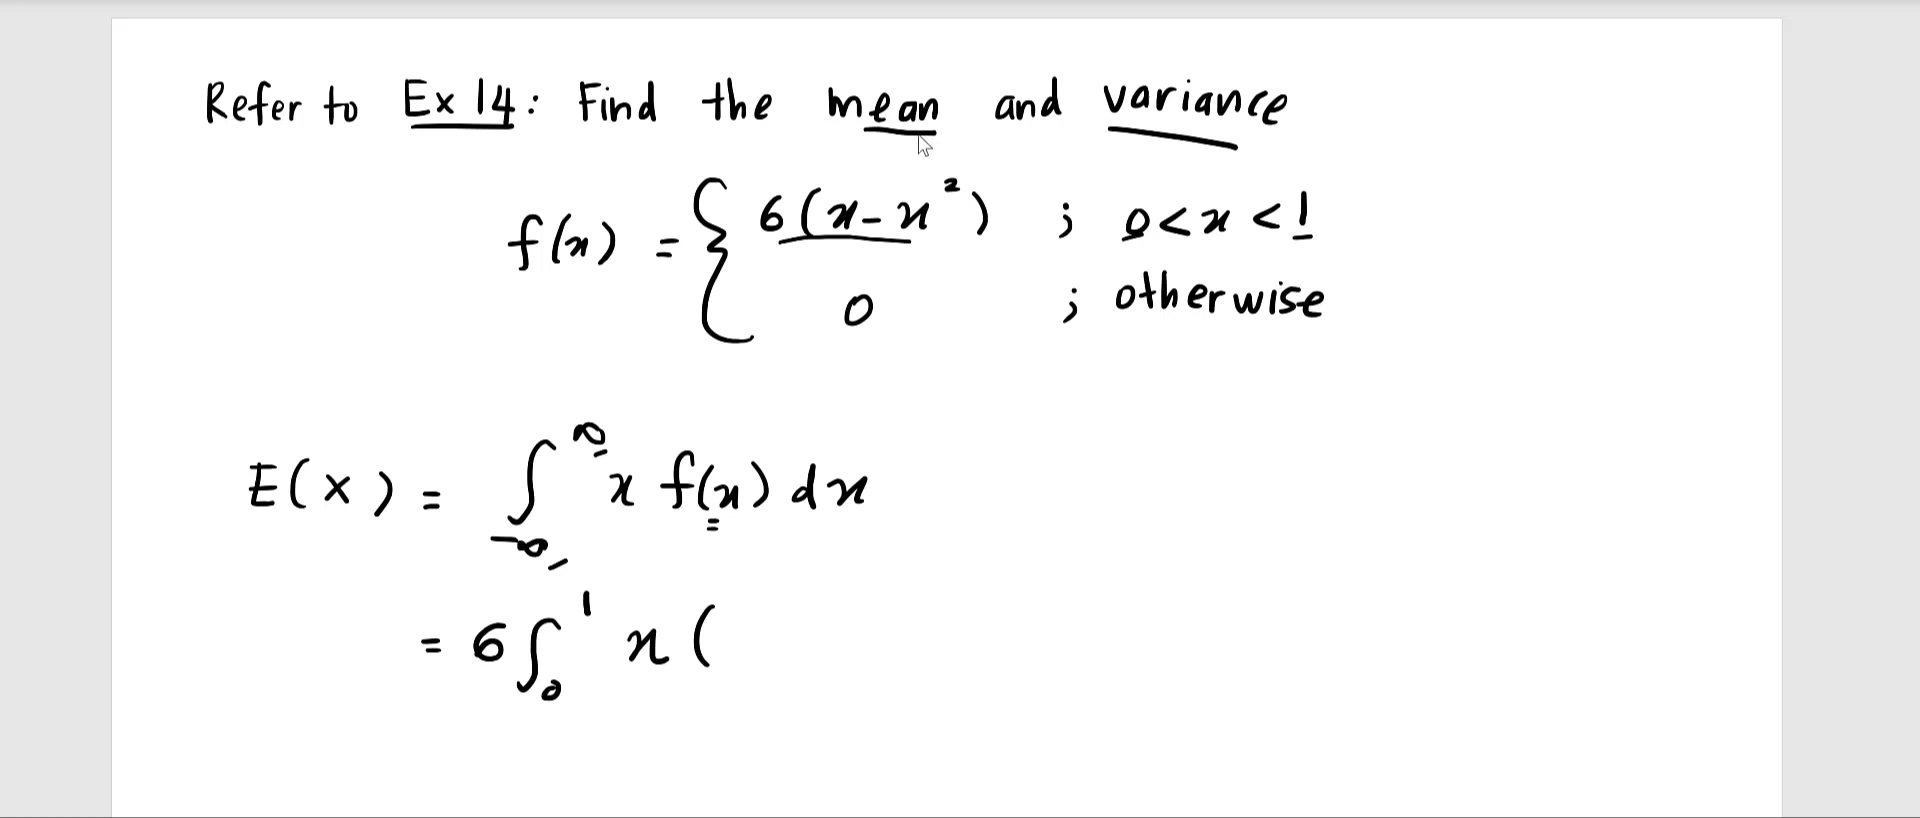 Refer to Ex 14: Find the mean and variance
f(x) = { 6(x-x²) ; 0<x<1
0 ; otherwise
E(x) = ∫_{-∞}^{∞} x f(x) dx
= 6∫_0^1 x (